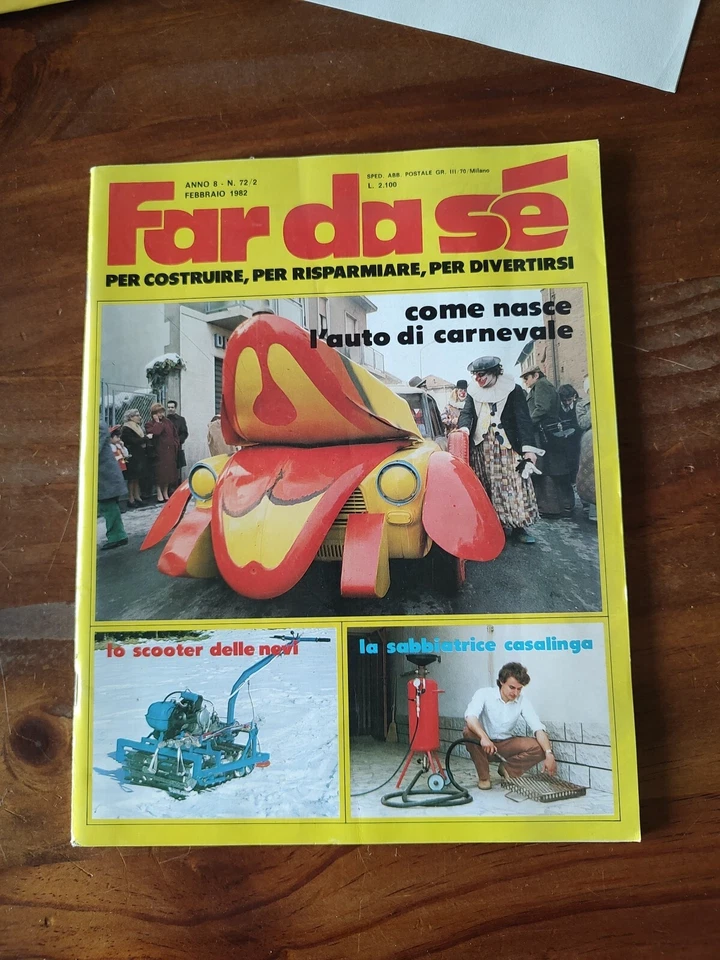 ANNO 8 - N. 72/2
FEBBRAIO 1982
SPED. ABB. POSTALE GR. III/70/Milano
L. 2.100
Far da sé
PER COSTRUIRE, PER RISPARMIARE, PER DIVERTIRSI
come nasce
l'auto di carnevale
lo scooter delle nevi
la sabbiatrice casalinga